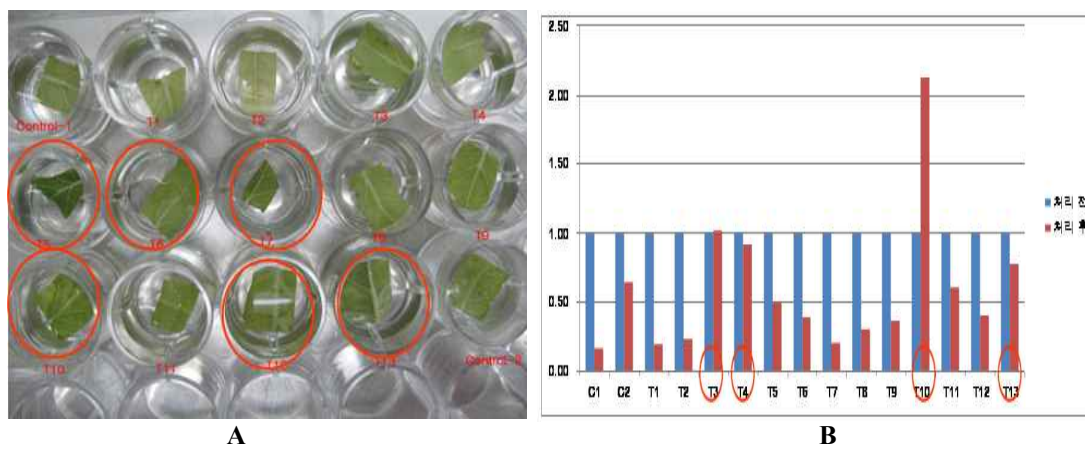 Control-1 T1 T2 T3 T4
T5 T6 T7 T8 T9
T10 T11 T12 T13 Control-2
A
2.50
2.00
1.50
1.00
0.50
0.00
C1 C2 T1 T2 T3 T4 T5 T6 T7 T8 T9 T10 T11 T12 T13
처리 전
처리 후
B